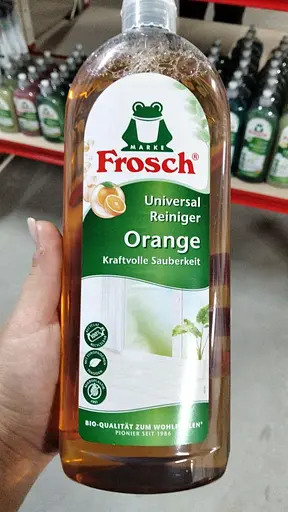 MARKE
Frosch®
Universal
Reiniger
Orange
Kraftvolle Sauberkeit
BIO-QUALITÄT ZUM WOHLFÜHLEN*
PIONIER SEIT 1986